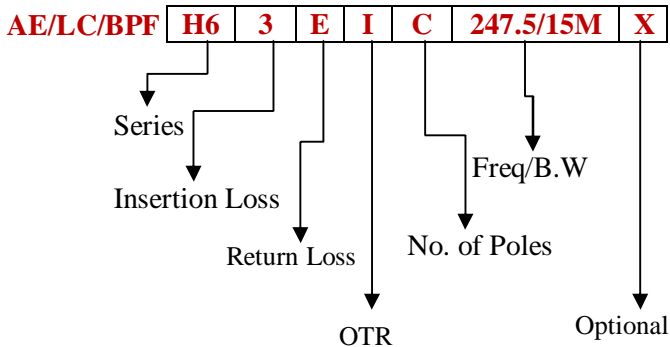 AE/LC/BPF H6 3 E I C 247.5/15M X
Series
Freq/B.W
Insertion Loss
Return Loss
No. of Poles
OTR
Optional